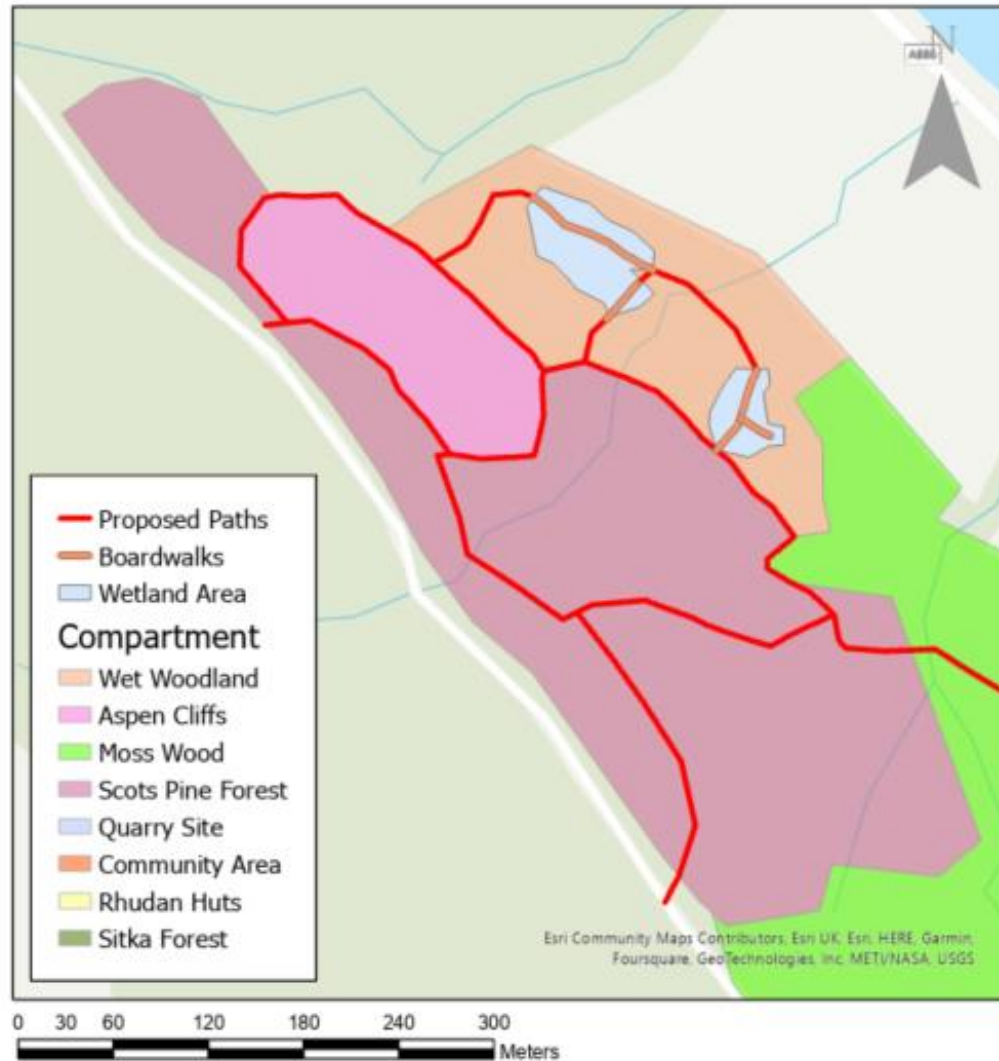 N
Proposed Paths
Boardwalks
Wetland Area
Compartment
Wet Woodland
Aspen Cliffs
Moss Wood
Scots Pine Forest
Quarry Site
Community Area
Rhudan Huts
Sitka Forest
Esri Community Maps Contributors, Esri UK, Esri, HERE, Garmin,
Foursquare, GeoTechnologies, Inc, METI/NASA, USGS
0 30 60 120 180 240 300
Meters